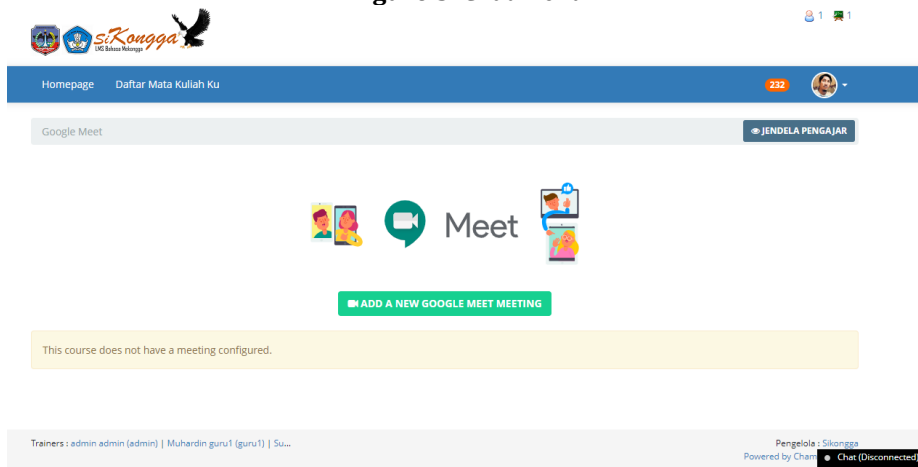 siKongga
LMS Bahasa Mekongga
1 1
Homepage Daftar Mata Kuliah Ku 232
Google Meet JENDELA PENGAJAR
Meet
ADD A NEW GOOGLE MEET MEETING
This course does not have a meeting configured.
Trainers : admin admin (admin) | Muhardin guru1 (guru1) | Su...
Pengelola : Sikongga
Powered by Cham
Chat (Disconnected)